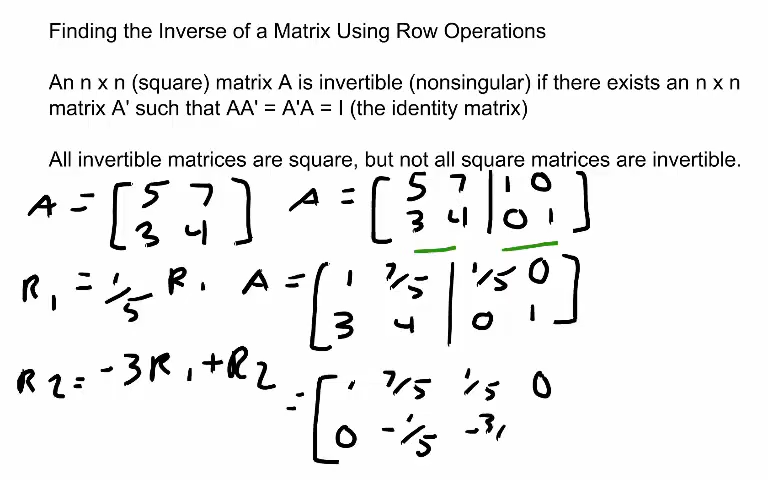 Finding the Inverse of a Matrix Using Row Operations
An n x n (square) matrix A is invertible (nonsingular) if there exists an n x n
matrix A' such that AA' = A'A = I (the identity matrix)
All invertible matrices are square, but not all square matrices are invertible.
A = [ 5 7 ] A = [ 5 7 | 1 0 ]
[ 3 4 ] [ 3 4 | 0 1 ]
R1 = 1/5 R1 A = [ 1 7/5 | 1/5 0 ]
[ 3 4 | 0 1 ]
R2 = -3R1 + R2 = [ 1 7/5 1/5 0
[ 0 -1/5 -3/